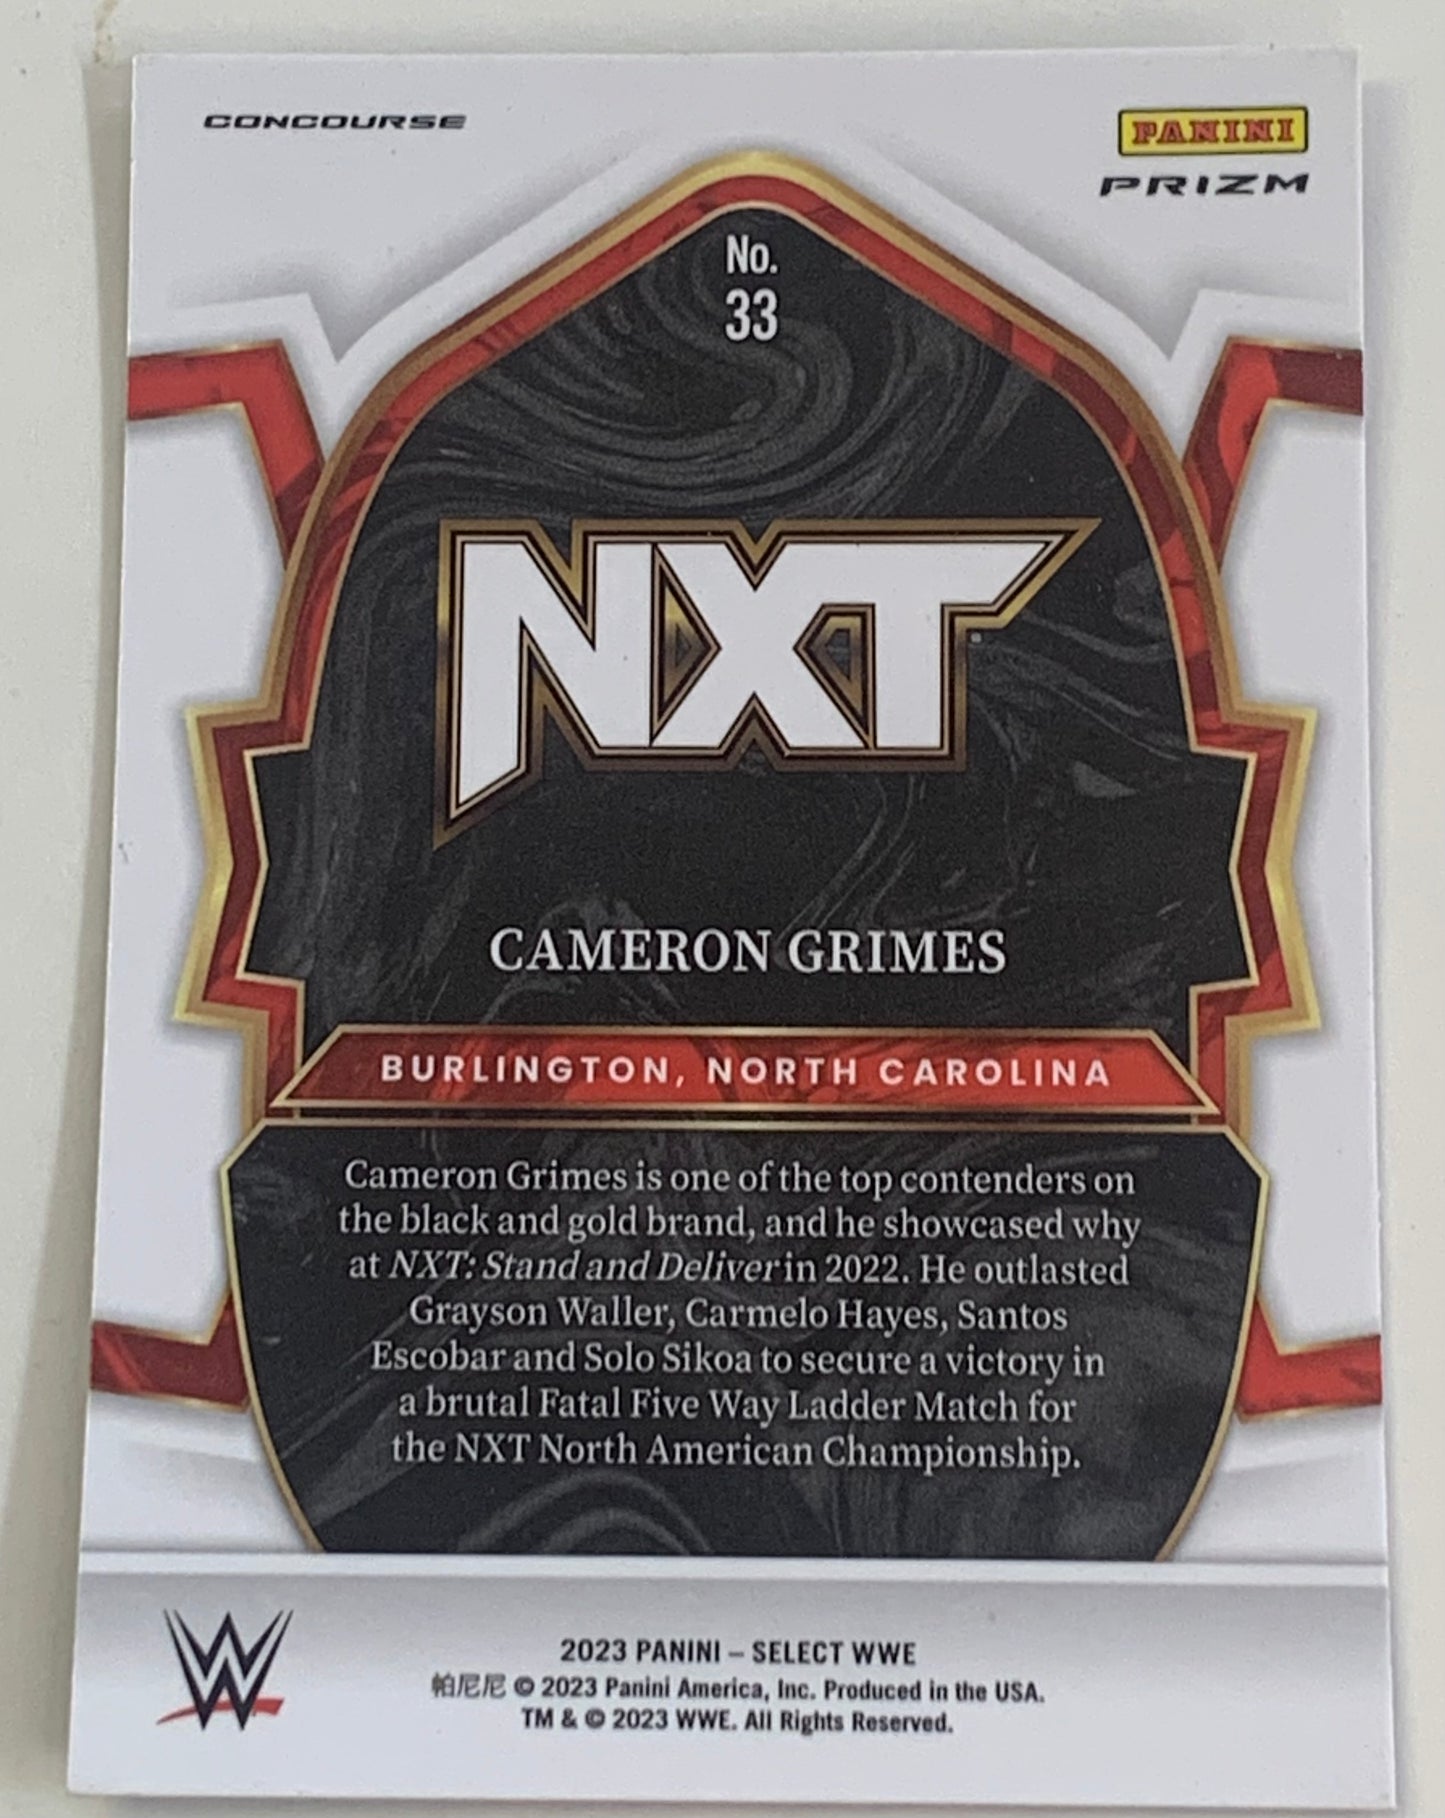 CONCOURSE
PANINI
PRIZM
No.
33
NXT
CAMERON GRIMES
BURLINGTON, NORTH CAROLINA
Cameron Grimes is one of the top contenders on
the black and gold brand, and he showcased why
at NXT: Stand and Deliver in 2022. He outlasted
Grayson Waller, Carmelo Hayes, Santos
Escobar and Solo Sikoa to secure a victory in
a brutal Fatal Five Way Ladder Match for
the NXT North American Championship.
W
2023 PANINI – SELECT WWE
帕尼尼 © 2023 Panini America, Inc. Produced in the USA.
TM & © 2023 WWE. All Rights Reserved.